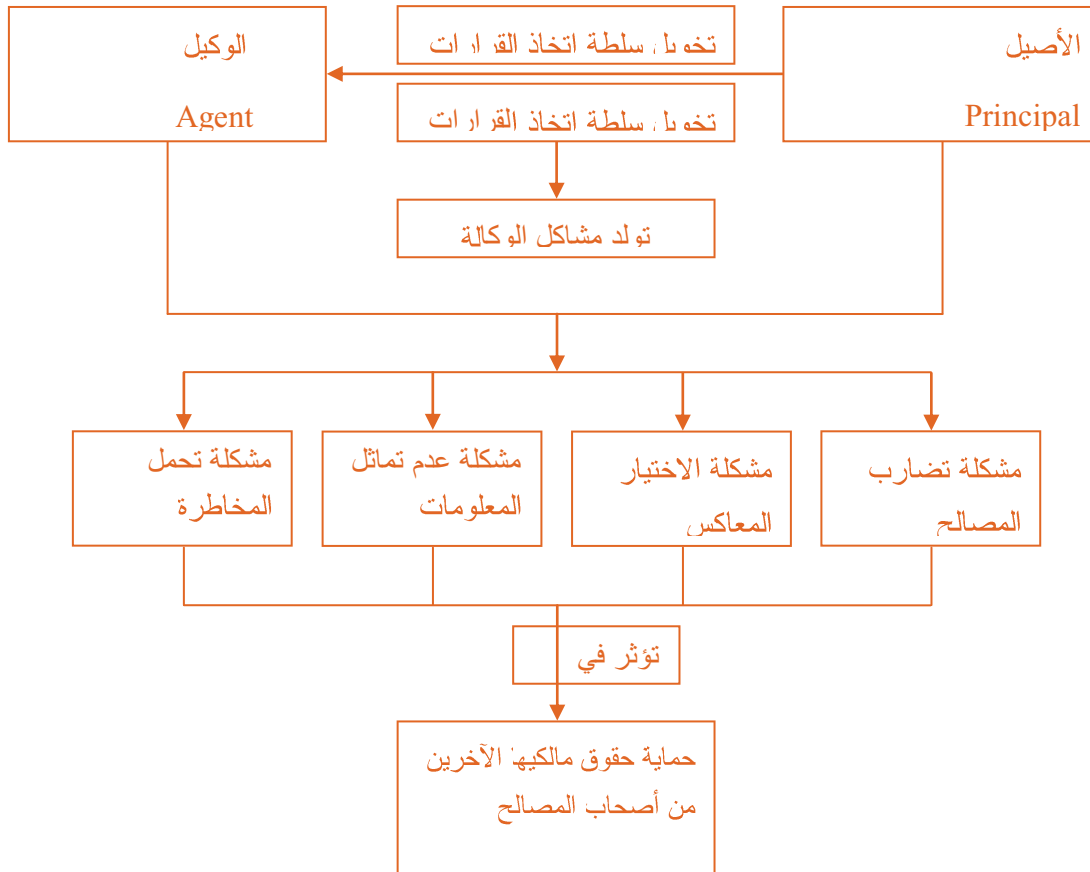 الأصيل
Principal
تخويل سلطة اتخاذ القرارات
تخويل سلطة اتخاذ القرارات
الوكيل
Agent
تولد مشاكل الوكالة
مشكلة تضارب
المصالح
مشكلة الاختيار
المعاكس
مشكلة عدم تماثل
المعلومات
مشكلة تحمل
المخاطرة
تؤثر في
حماية حقوق مالكيها الآخرين
من أصحاب المصالح